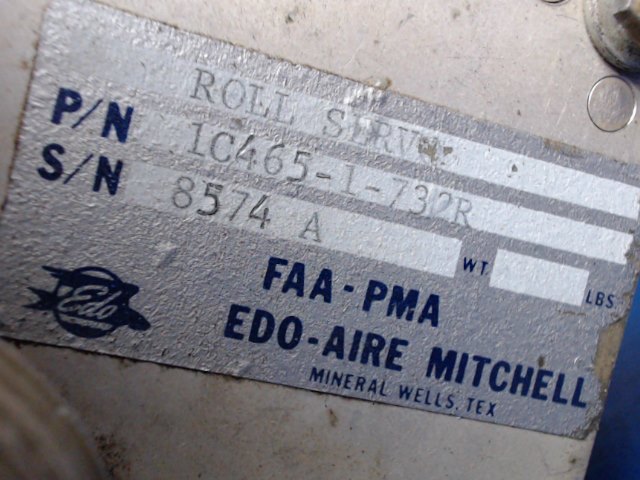 ROLL SERVO
P/N 1C465-1-732R
S/N 8574 A WT. LBS.
Edo
FAA-PMA
EDO-AIRE MITCHELL
MINERAL WELLS, TEX